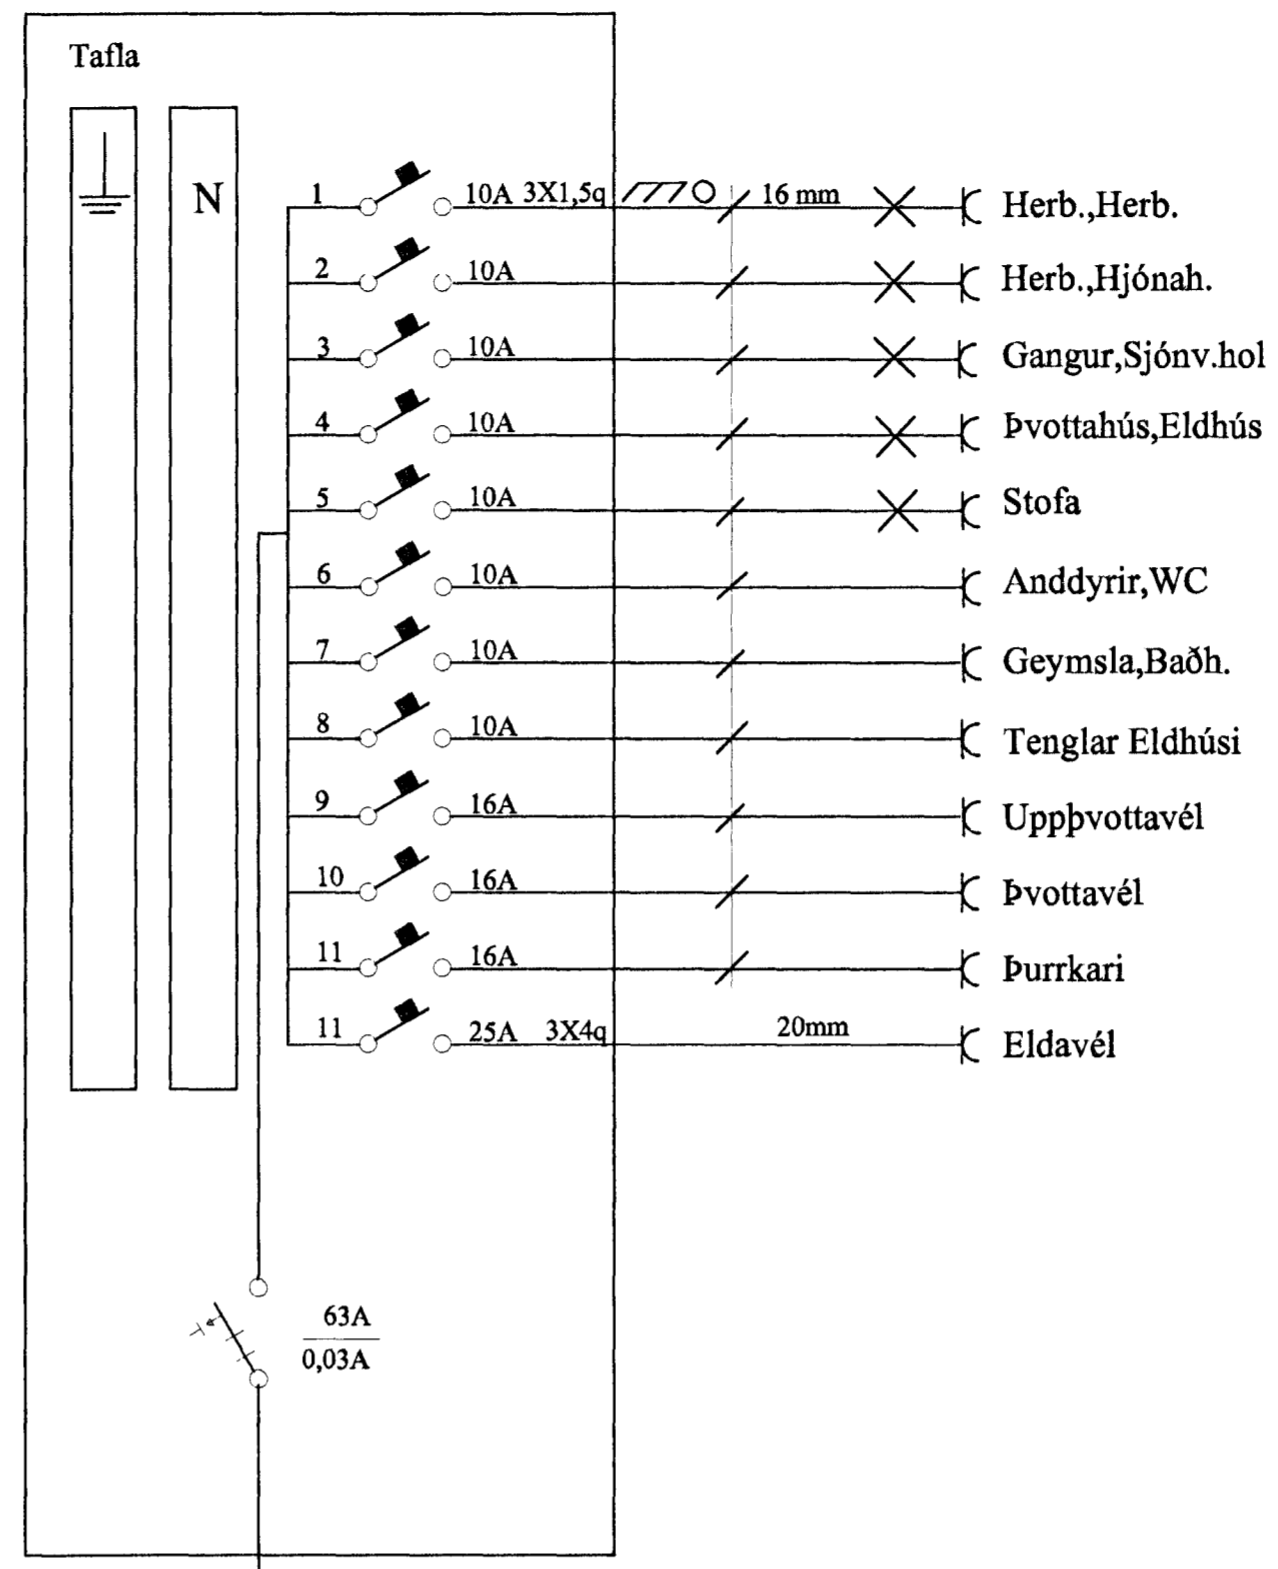 Tafla
N
1 10A 3X1,5q 16 mm Herb.,Herb.
2 10A Herb.,Hjónah.
3 10A Gangur,Sjónv.hol
4 10A Þvottahús,Eldhús
5 10A Stofa
6 10A Anddyrir,WC
7 10A Geymsla,Baðh.
8 10A Tenglar Eldhúsi
9 16A Uppþvottavél
10 16A Þvottavél
11 16A Þurrkari
11 25A 3X4q 20mm Eldavél
63A
0,03A